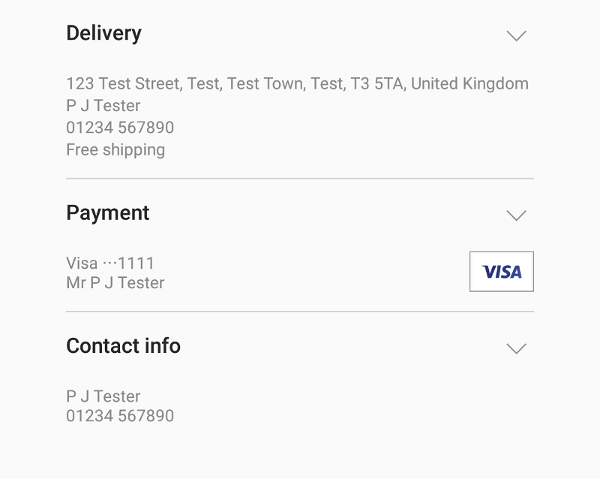 Delivery
123 Test Street, Test, Test Town, Test, T3 5TA, United Kingdom
P J Tester
01234 567890
Free shipping
Payment
Visa ···1111
Mr P J Tester
VISA
Contact info
P J Tester
01234 567890